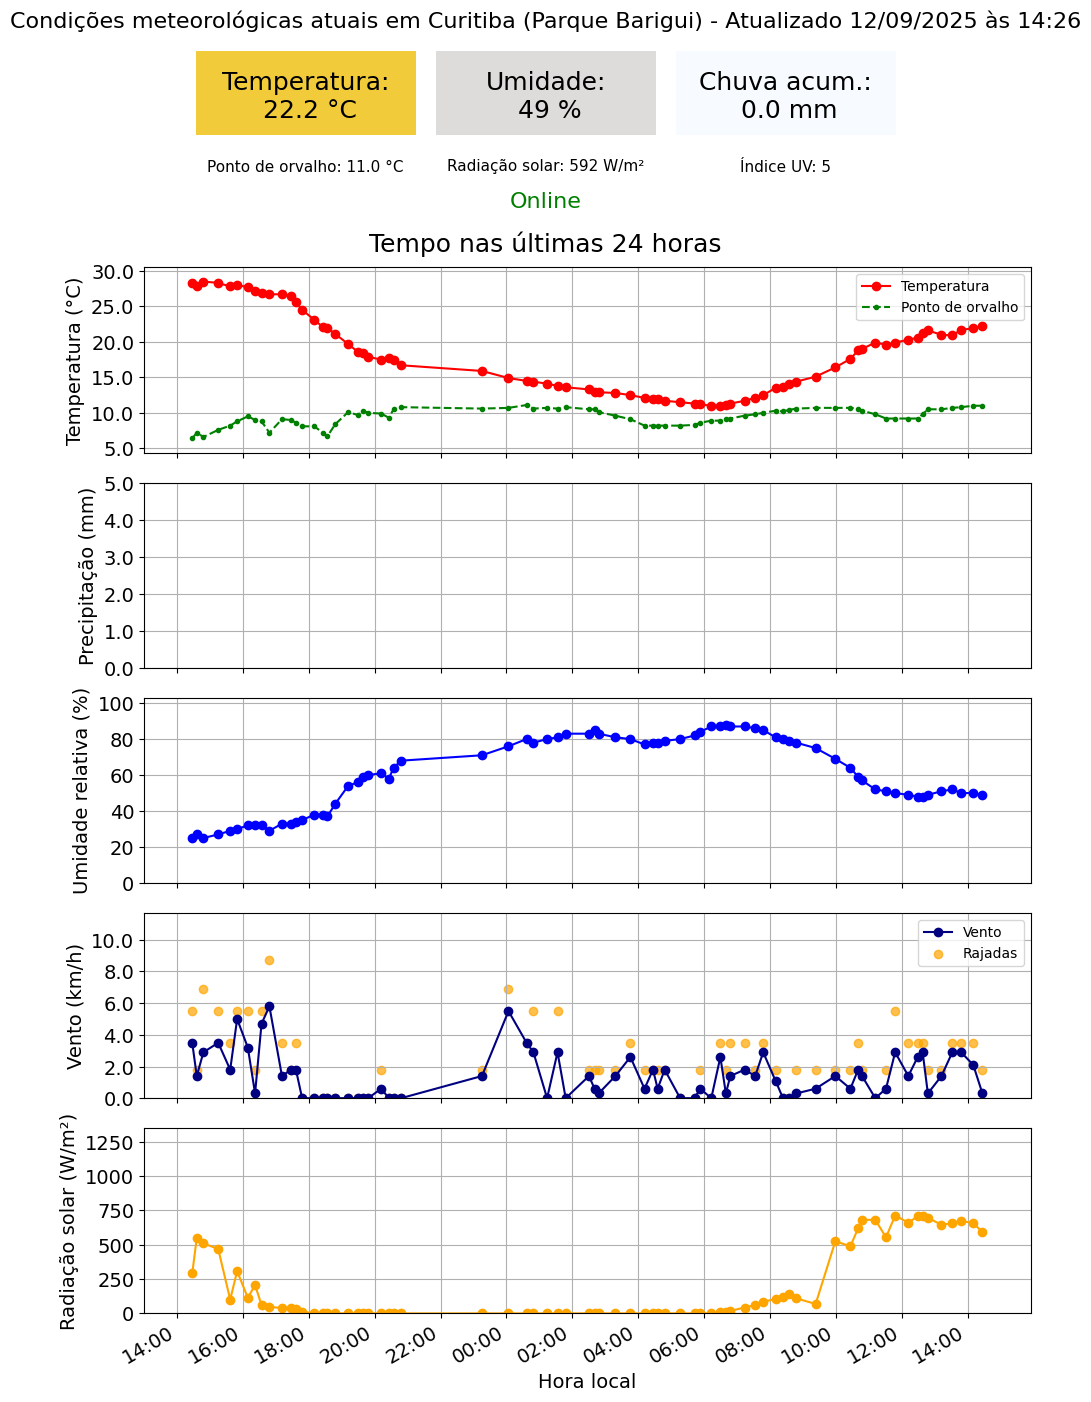 Condições meteorológicas atuais em Curitiba (Parque Barigui) - Atualizado 12/09/2025 às 14:26
Temperatura:
22.2 °C
Umidade:
49 %
Chuva acum.:
0.0 mm
Ponto de orvalho: 11.0 °C
Radiação solar: 592 W/m²
Índice UV: 5
Online
Tempo nas últimas 24 horas
Temperatura (°C)
30.0
25.0
20.0
15.0
10.0
5.0
Temperatura
Ponto de orvalho
Precipitação (mm)
5.0
4.0
3.0
2.0
1.0
0.0
Umidade relativa (%)
100
80
60
40
20
0
Vento (km/h)
10.0
8.0
6.0
4.0
2.0
0.0
Vento
Rajadas
Radiação solar (W/m²)
1250
1000
750
500
250
0
14:00
16:00
18:00
20:00
22:00
00:00
02:00
04:00
06:00
08:00
10:00
12:00
14:00
Hora local